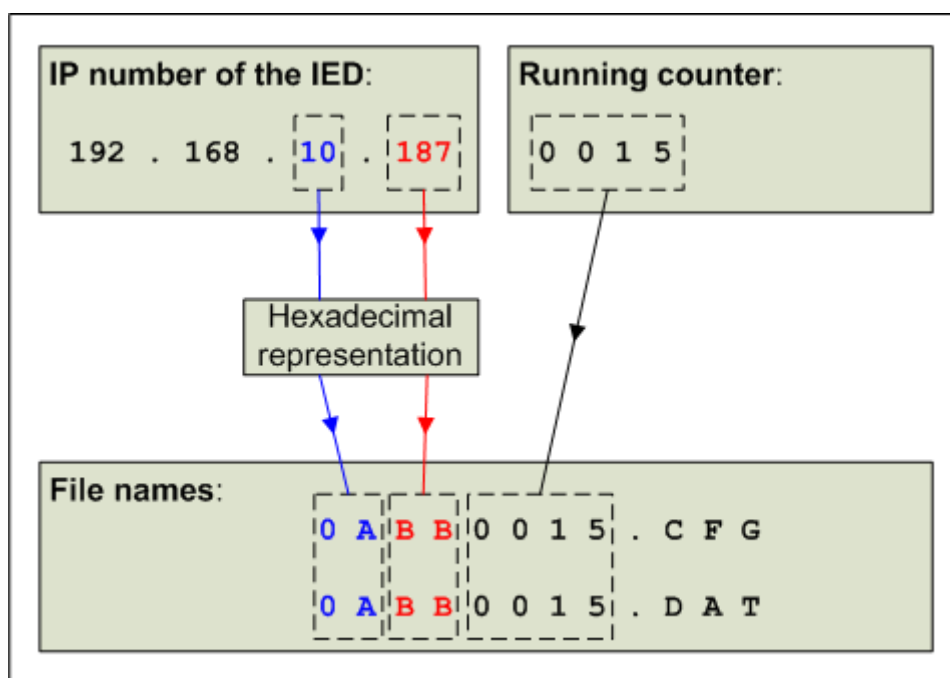 IP number of the IED:
192 . 168 . 10 . 187
Running counter:
0 0 1 5
Hexadecimal
representation
File names:
0 A B B 0 0 1 5 . C F G
0 A B B 0 0 1 5 . D A T